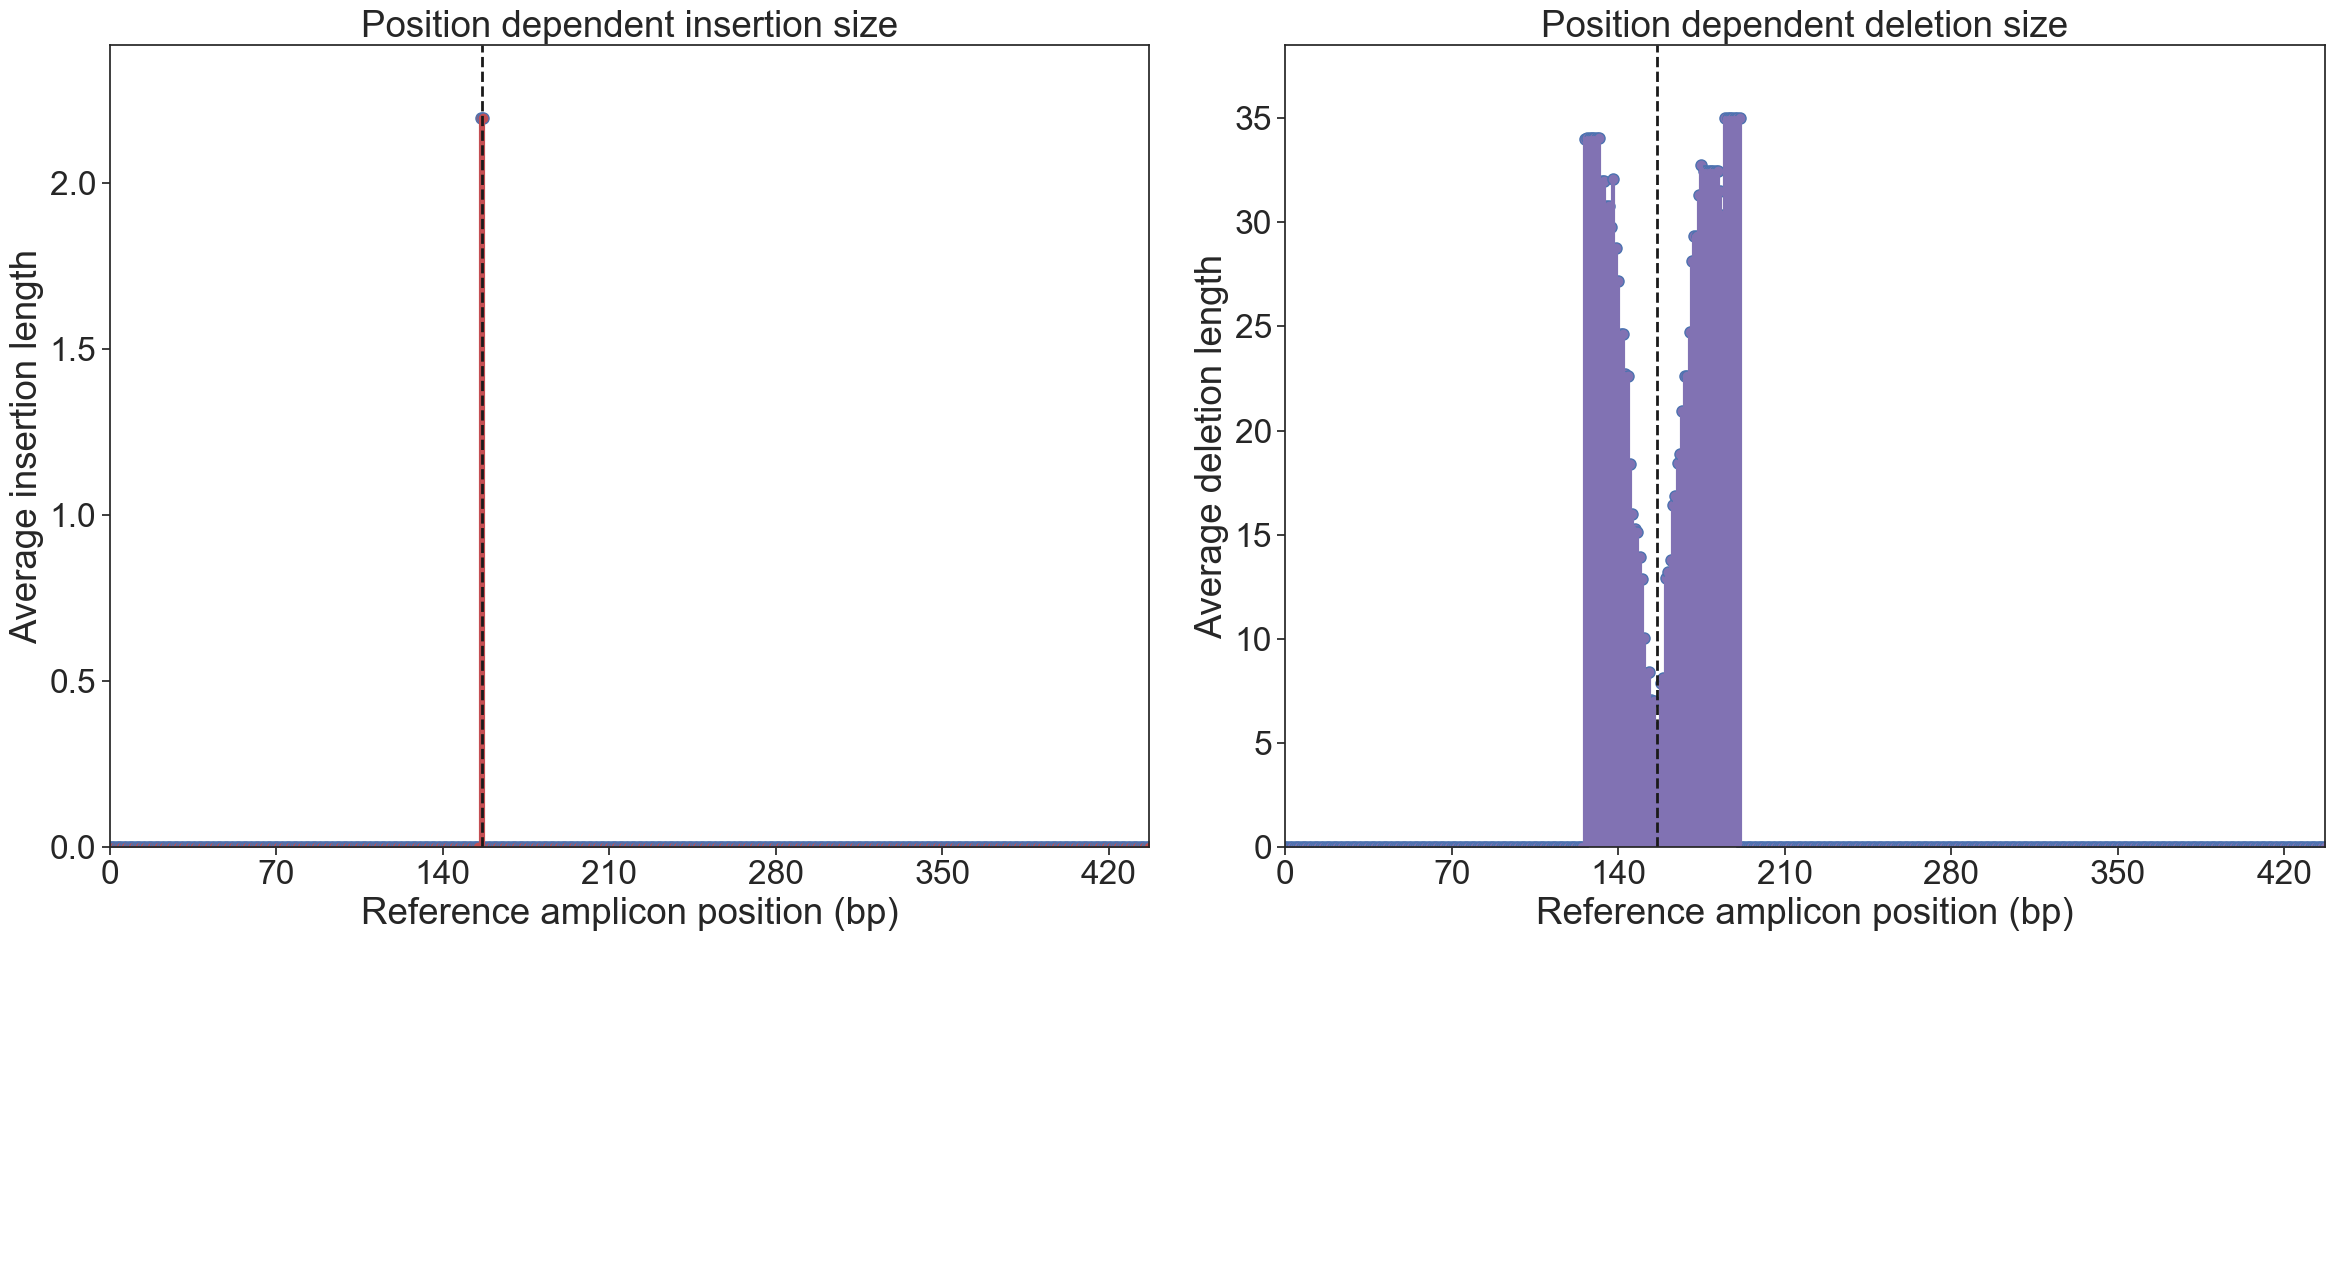 Position dependent insertion size
Average insertion length
2.0
1.5
1.0
0.5
0.0
0 70 140 210 280 350 420
Reference amplicon position (bp)
Position dependent deletion size
Average deletion length
35
30
25
20
15
10
5
0
0 70 140 210 280 350 420
Reference amplicon position (bp)